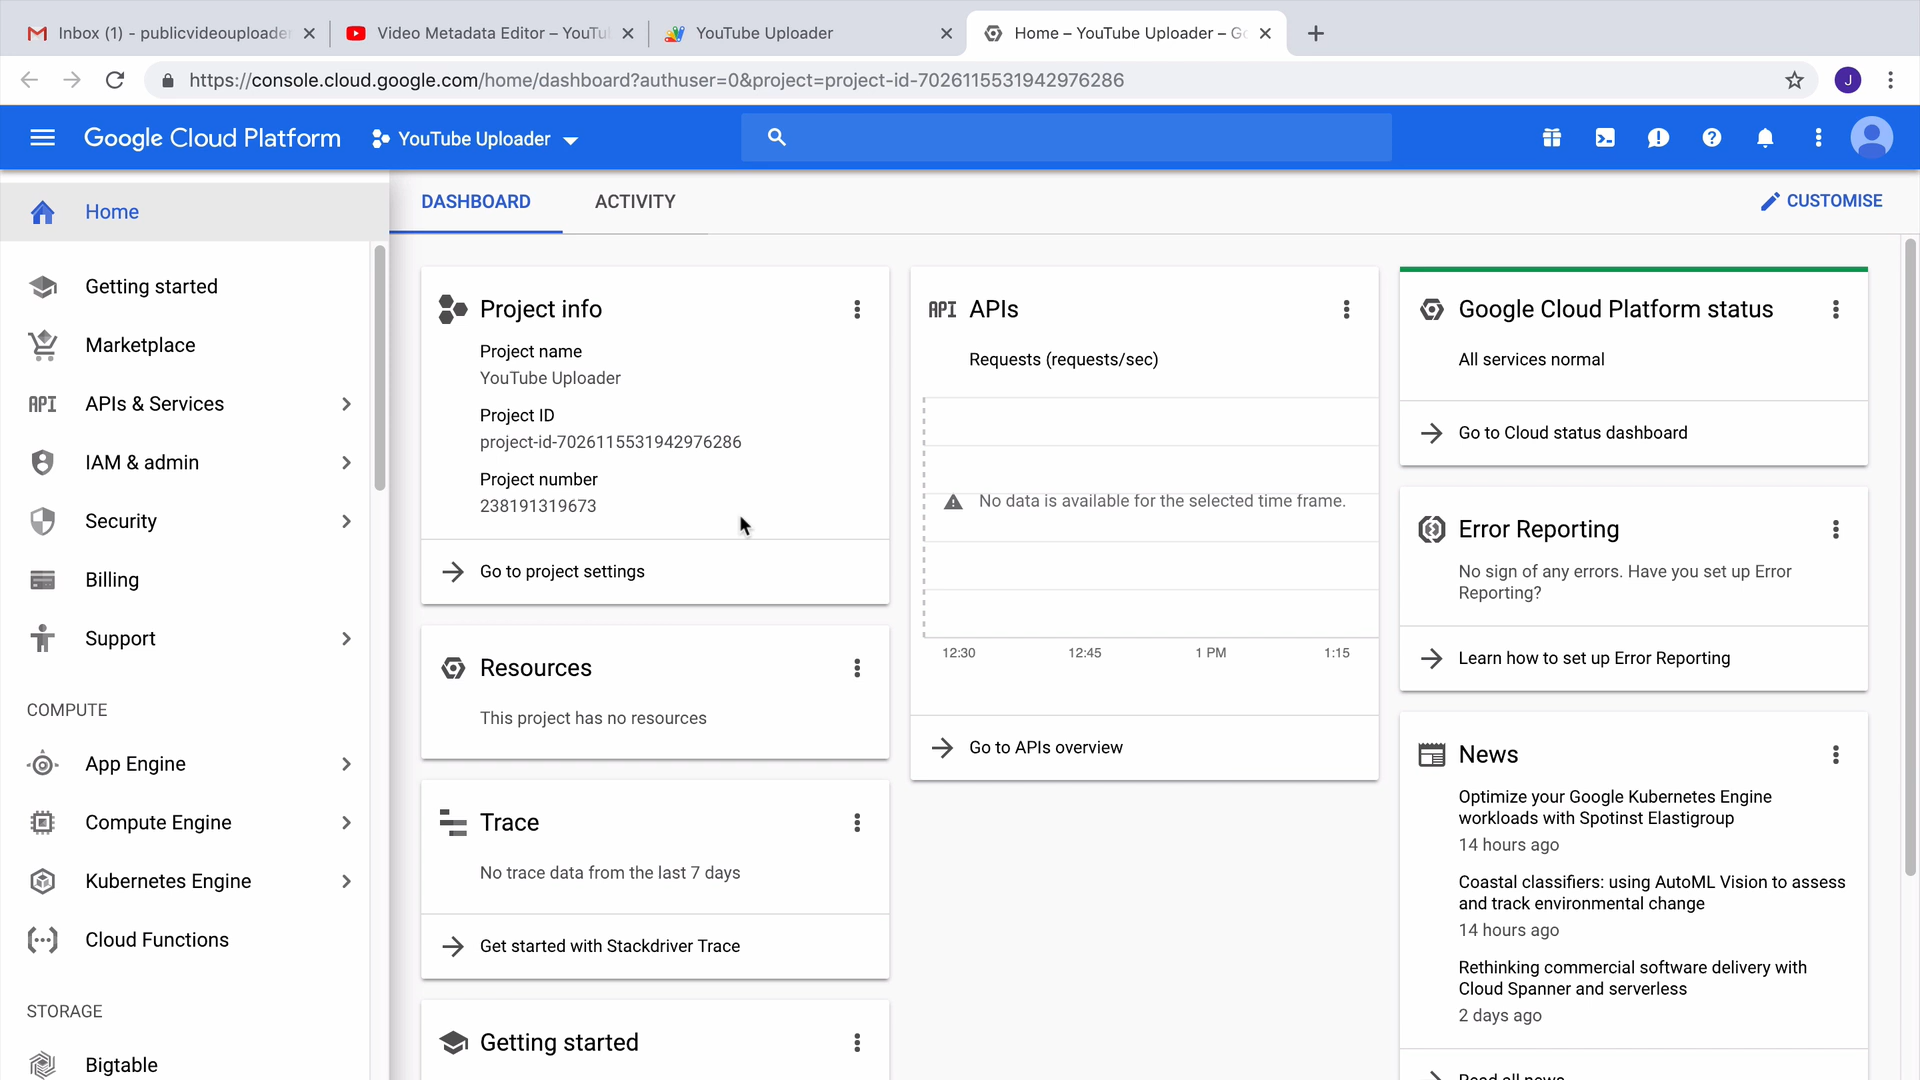 Inbox (1) - publicvideouploade
Video Metadata Editor – YouTu
YouTube Uploader
Home – YouTube Uploader – Go
https://console.cloud.google.com/home/dashboard?authuser=0&project=project-id-7026115531942976286
J
Google Cloud Platform
YouTube Uploader
Home
Getting started
Marketplace
API
APIs & Services
IAM & admin
Security
Billing
Support
COMPUTE
App Engine
Compute Engine
Kubernetes Engine
Cloud Functions
STORAGE
Bigtable
DASHBOARD
ACTIVITY
CUSTOMISE
Project info
Project name
YouTube Uploader
Project ID
project-id-7026115531942976286
Project number
238191319673
Go to project settings
Resources
This project has no resources
Trace
No trace data from the last 7 days
Get started with Stackdriver Trace
Getting started
API
APIs
Requests (requests/sec)
No data is available for the selected time frame.
12:30
12:45
1 PM
1:15
Go to APIs overview
Google Cloud Platform status
All services normal
Go to Cloud status dashboard
Error Reporting
No sign of any errors. Have you set up Error
Reporting?
Learn how to set up Error Reporting
News
Optimize your Google Kubernetes Engine
workloads with Spotinst Elastigroup
14 hours ago
Coastal classifiers: using AutoML Vision to assess
and track environmental change
14 hours ago
Rethinking commercial software delivery with
Cloud Spanner and serverless
2 days ago
Read all news